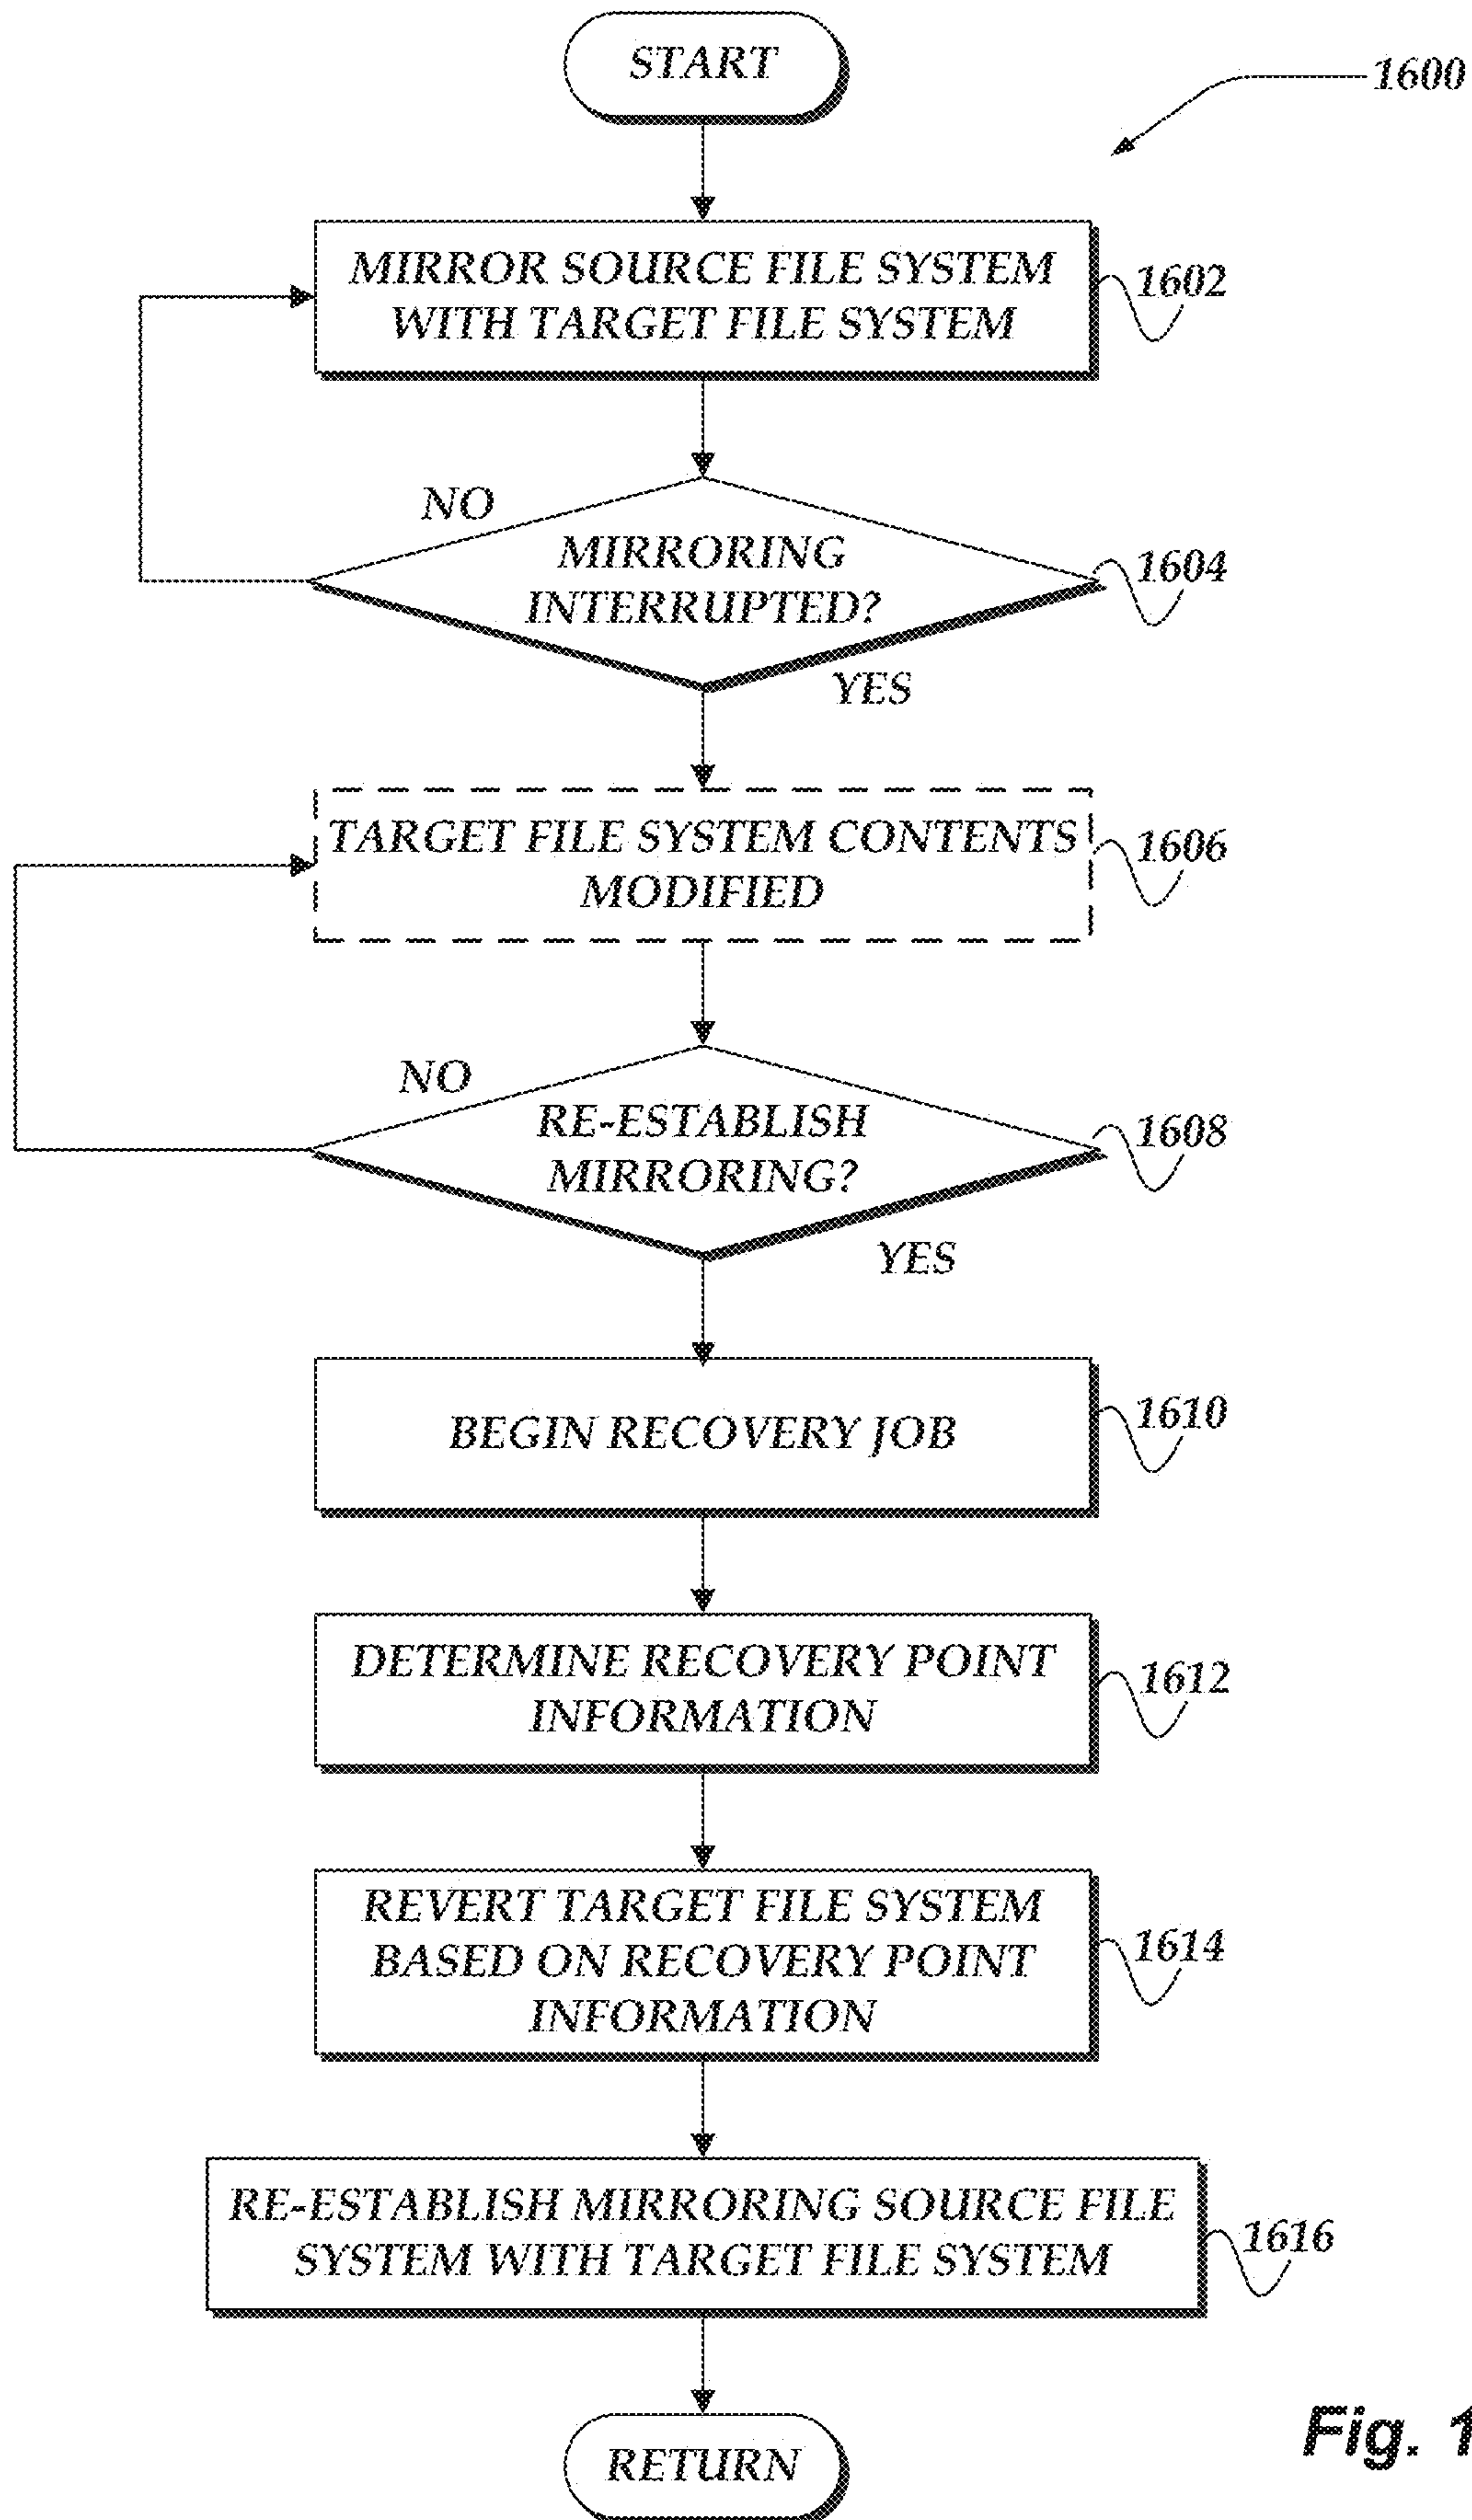 START
1600
MIRROR SOURCE FILE SYSTEM
WITH TARGET FILE SYSTEM
1602
NO
MIRRORING
INTERRUPTED?
1604
YES
TARGET FILE SYSTEM CONTENTS
MODIFIED
1606
NO
RE-ESTABLISH
MIRRORING?
1608
YES
BEGIN RECOVERY JOB
1610
DETERMINE RECOVERY POINT
INFORMATION
1612
REVERT TARGET FILE SYSTEM
BASED ON RECOVERY POINT
INFORMATION
1614
RE-ESTABLISH MIRRORING SOURCE FILE
SYSTEM WITH TARGET FILE SYSTEM
1616
RETURN
Fig. 1